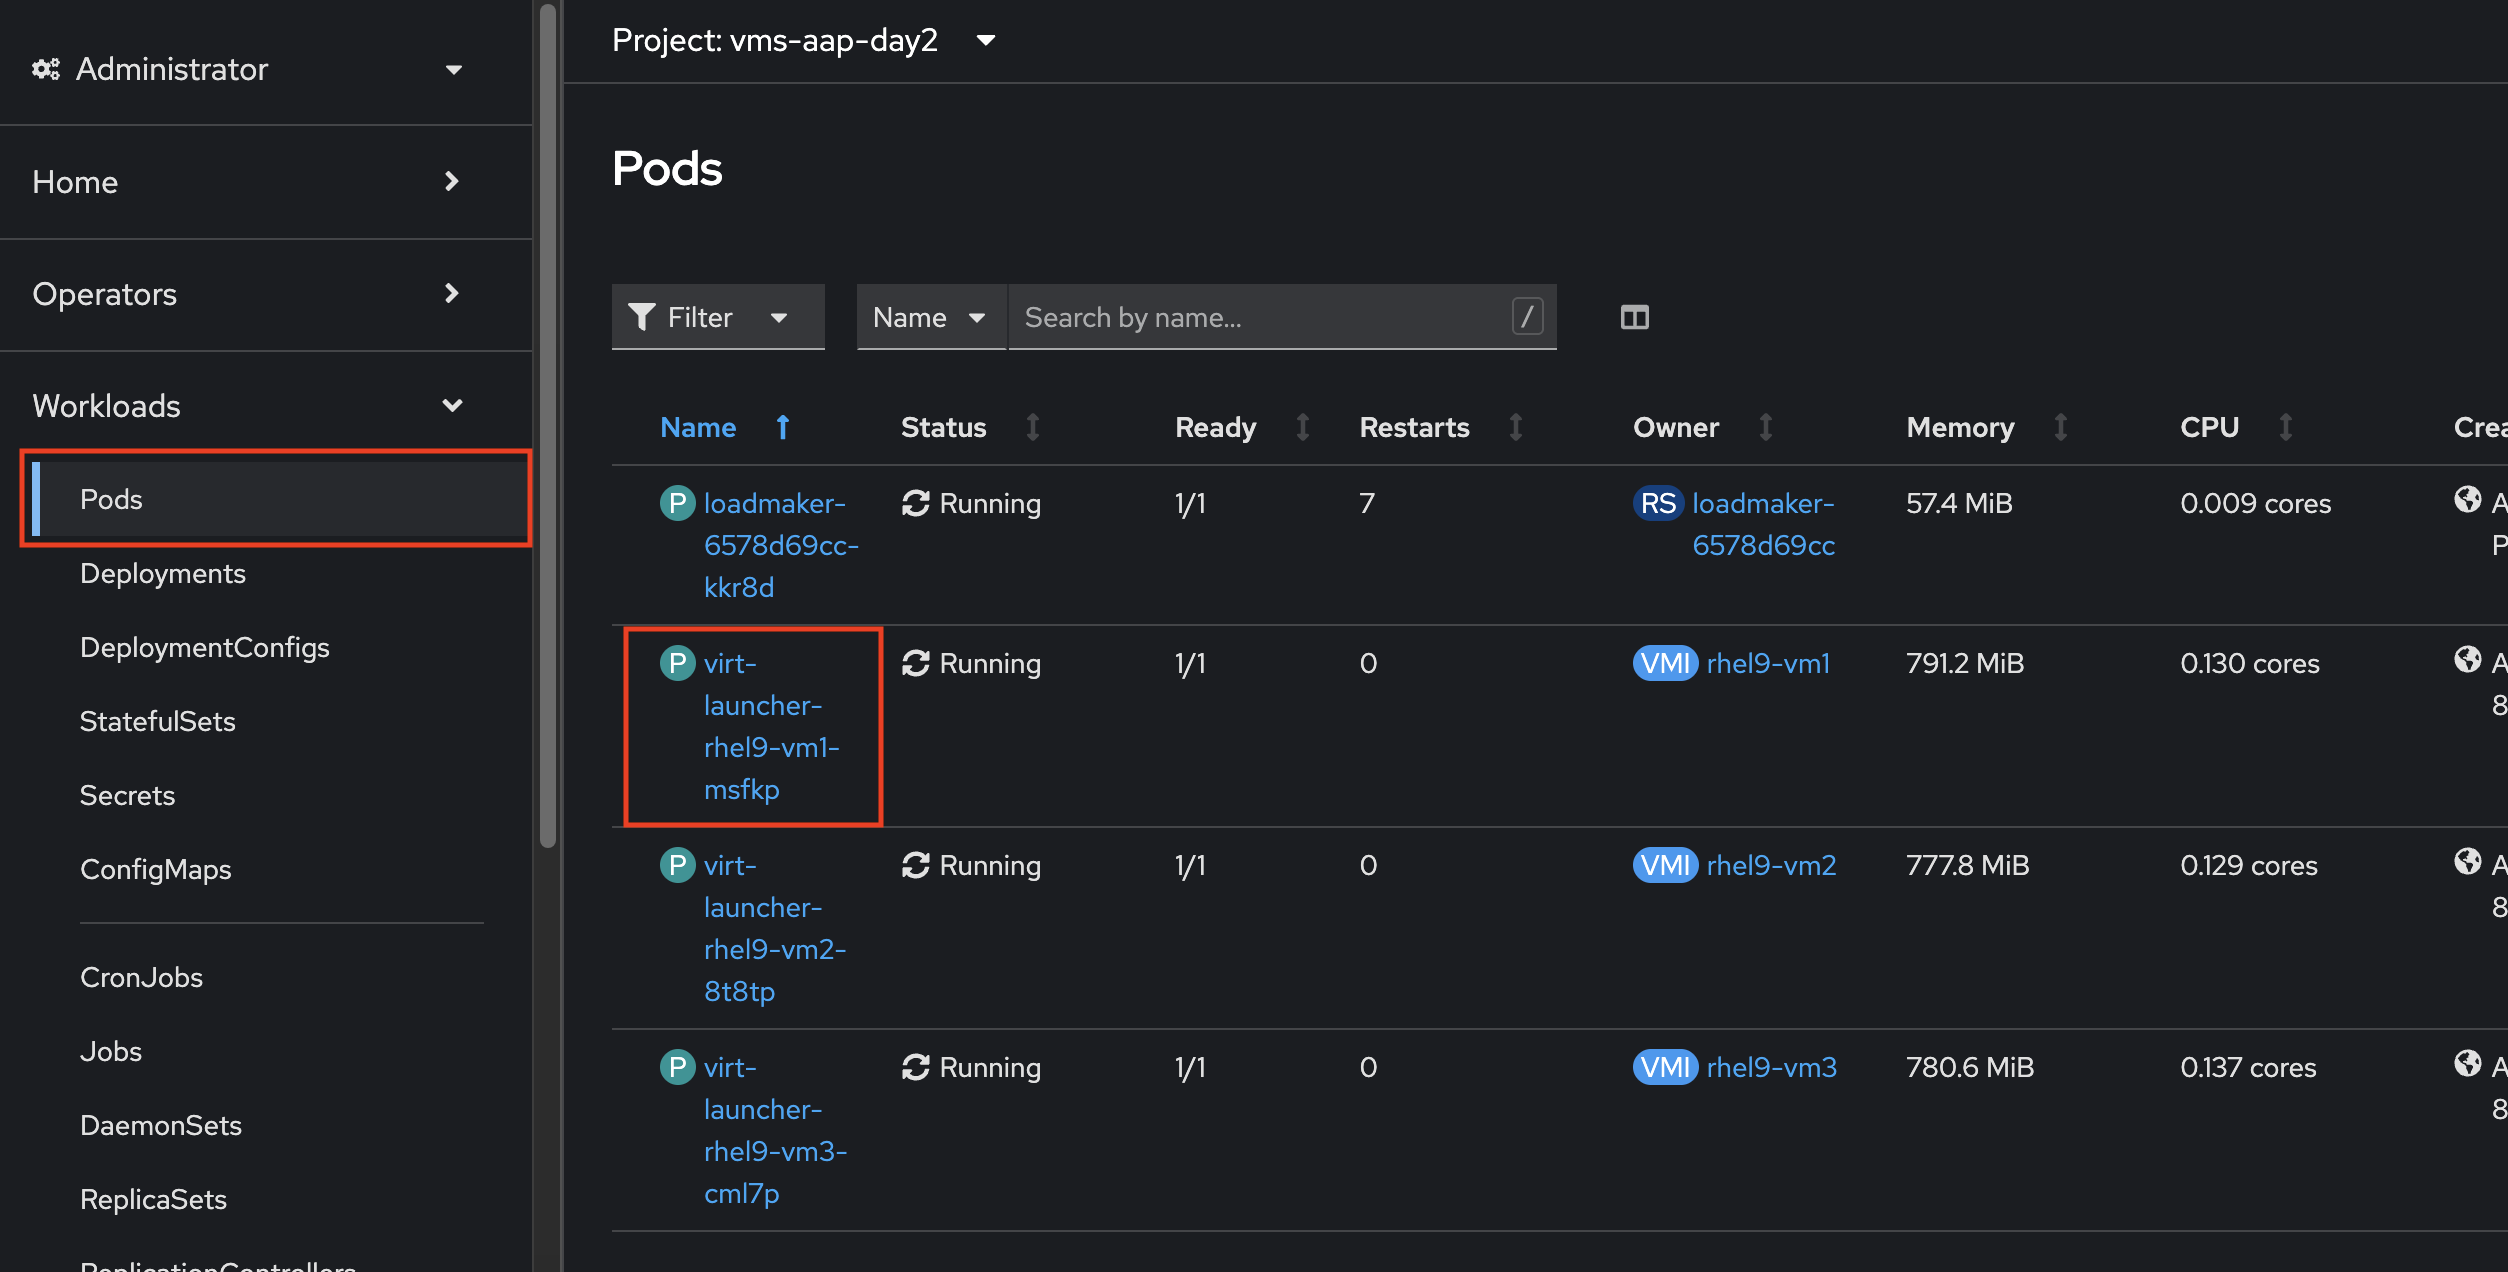 Administrator
Home
Operators
Workloads
Pods
Deployments
DeploymentConfigs
StatefulSets
Secrets
ConfigMaps
CronJobs
Jobs
DaemonSets
ReplicaSets
ReplicationControllers
Project: vms-aap-day2
Pods
Filter Name Search by name... /
Name Status Ready Restarts Owner Memory CPU Crea
P loadmaker- Running 1/1 7 RS loadmaker- 57.4 MiB 0.009 cores A
6578d69cc- 6578d69cc P
kkr8d
P virt- Running 1/1 0 VMI rhel9-vm1 791.2 MiB 0.130 cores A
launcher- 8
rhel9-vm1-
msfkp
P virt- Running 1/1 0 VMI rhel9-vm2 777.8 MiB 0.129 cores A
launcher- 8
rhel9-vm2-
8t8tp
P virt- Running 1/1 0 VMI rhel9-vm3 780.6 MiB 0.137 cores A
launcher- 8
rhel9-vm3-
cml7p